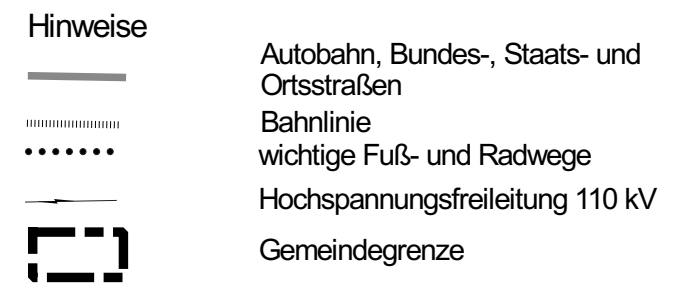 Hinweise
Autobahn, Bundes-, Staats- und
Ortsstraßen
Bahnlinie
wichtige Fuß- und Radwege
Hochspannungsfreileitung 110 kV
Gemeindegrenze